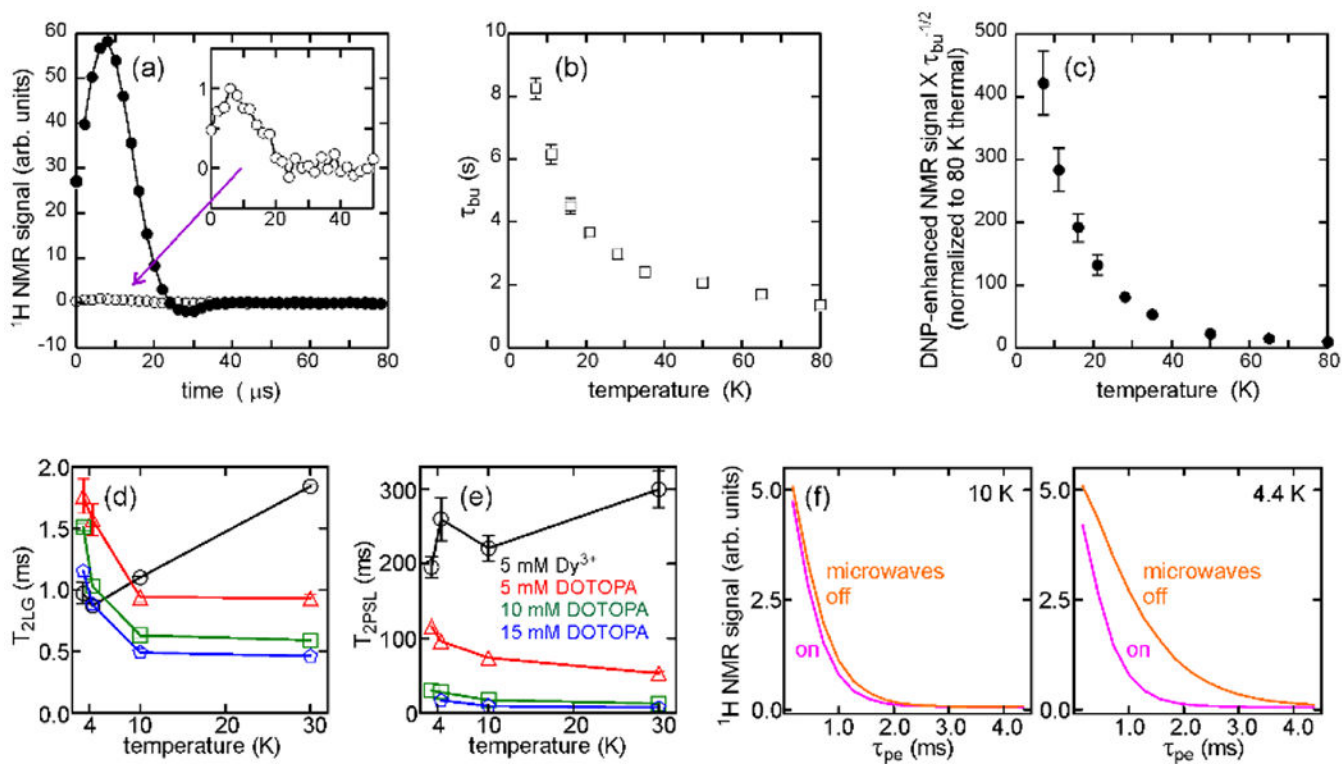 (a)
¹H NMR signal (arb. units)
60
50
40
30
20
10
0
-10
0 20 40 60 80
time ( μs)
1
0
0 20 40
(b)
τbu (s)
10
8
6
4
2
0
0 20 40 60 80
temperature (K)
(c)
DNP-enhanced NMR signal X τbu-1/2
(normalized to 80 K thermal)
500
400
300
200
100
0
0 20 40 60 80
temperature (K)
(d)
T2LG (ms)
2.0
1.5
1.0
0.5
0.0
4 10 20 30
temperature (K)
(e)
T2PSL (ms)
300
200
100
0
5 mM Dy3+
5 mM DOTOPA
10 mM DOTOPA
15 mM DOTOPA
4 10 20 30
temperature (K)
(f)
¹H NMR signal (arb. units)
10 K
5.0
2.5
0.0
microwaves
off
on
1.0 2.0 3.0 4.0
τpe (ms)
4.4 K
5.0
2.5
0.0
microwaves
off
on
1.0 2.0 3.0 4.0
τpe (ms)